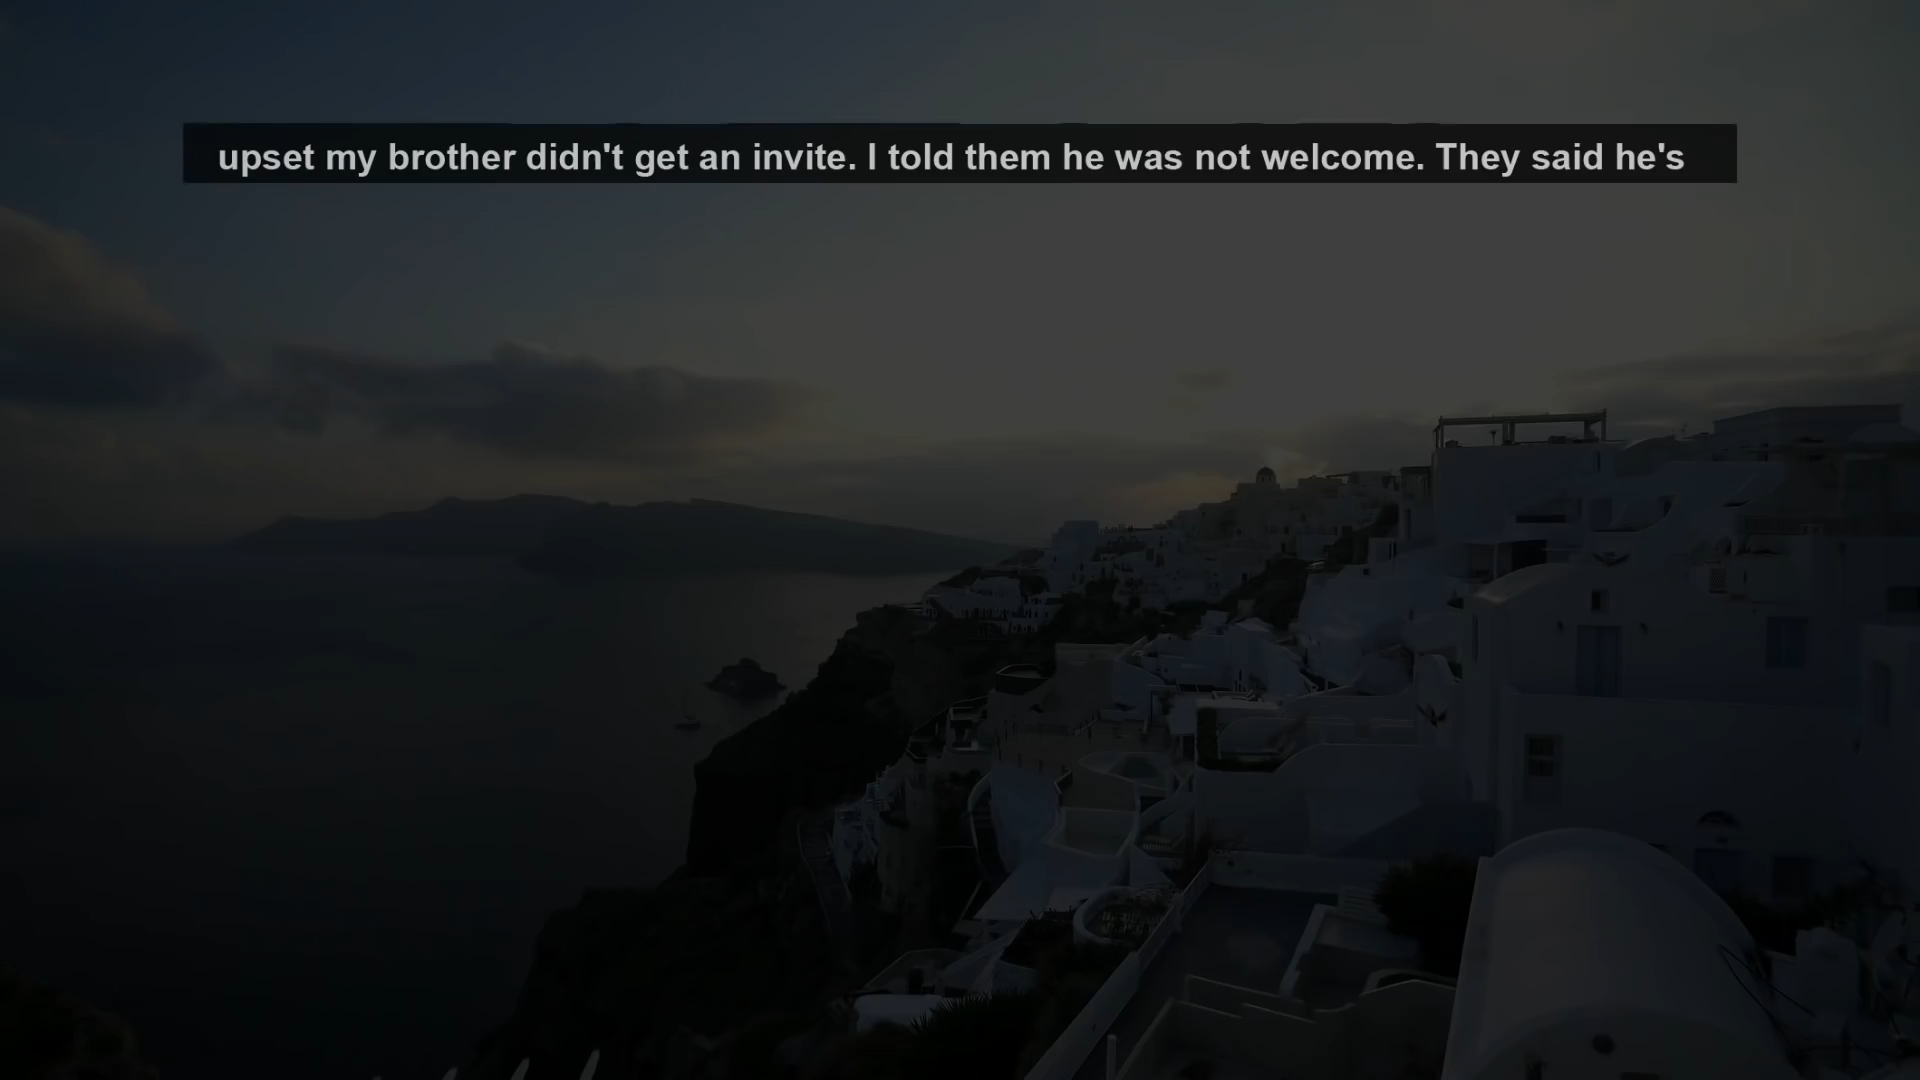 upset my brother didn't get an invite. I told them he was not welcome. They said he's